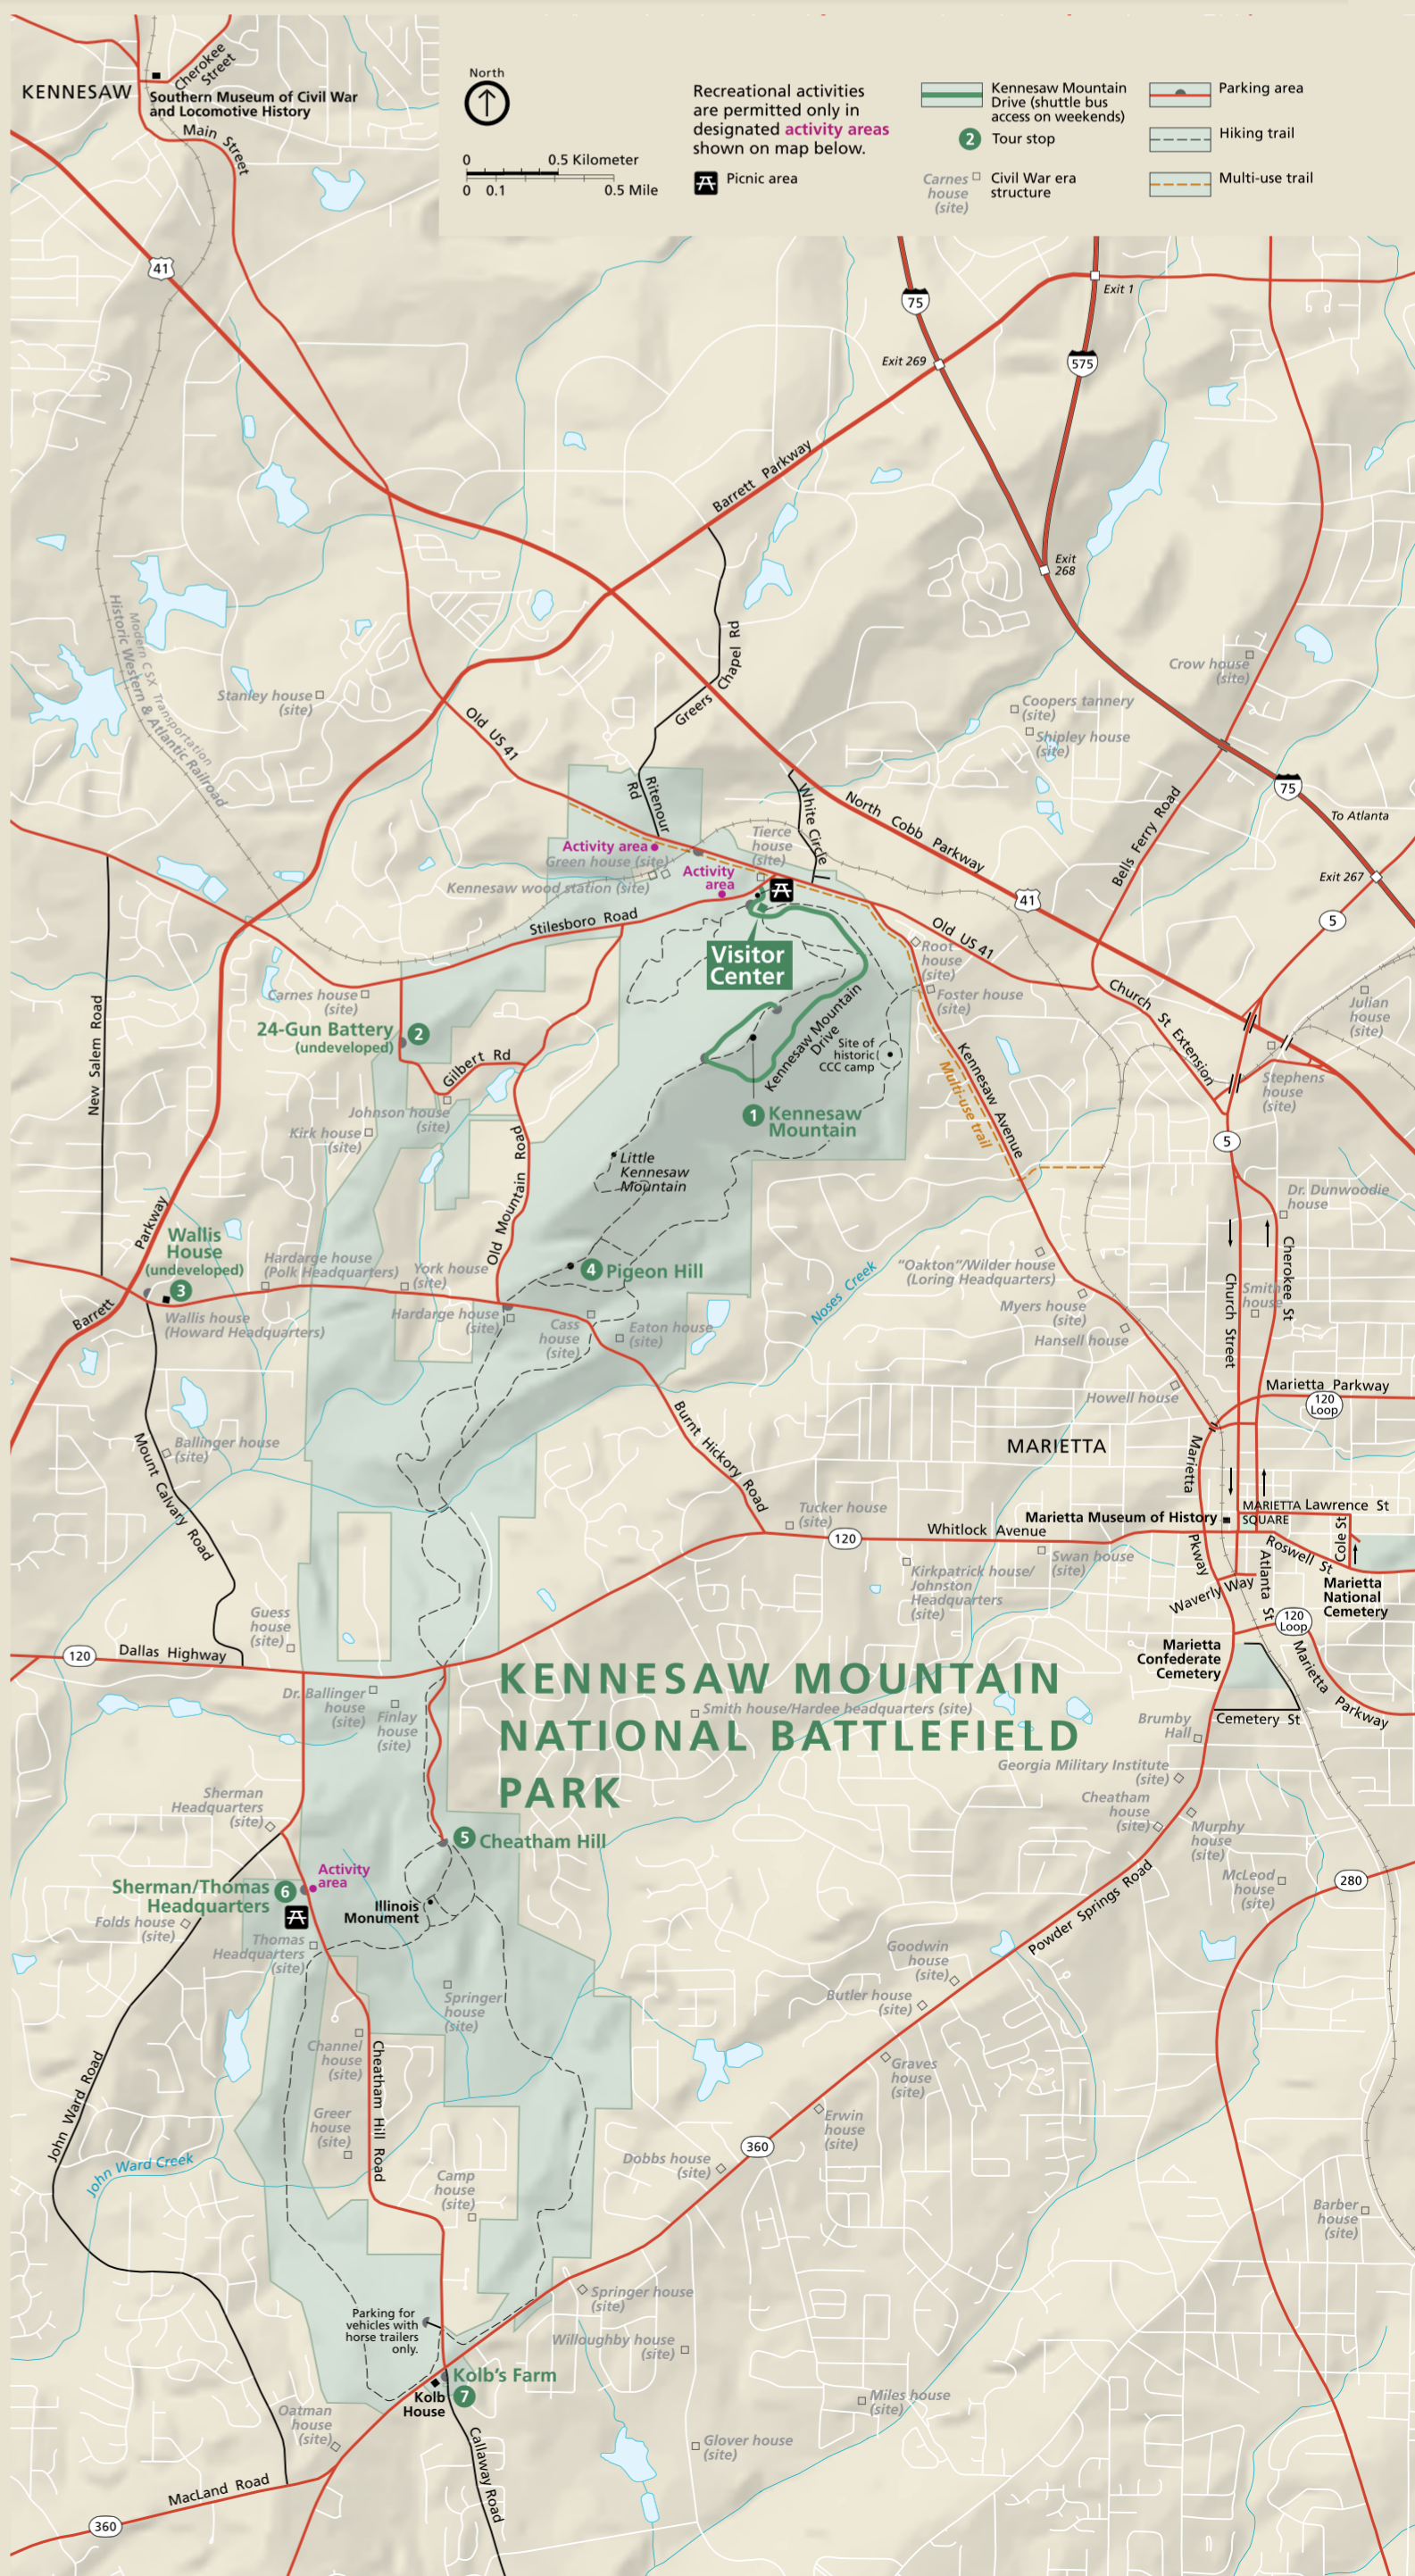 North
0
0.5 Kilometer
0
0.1
0.5 Mile
Recreational activities
are permitted only in
designated activity areas
shown on map below.
Picnic area
Kennesaw Mountain
Drive (shuttle bus
access on weekends)
2
Tour stop
Carnes
house
(site)
Civil War era
structure
Parking area
Hiking trail
Multi-use trail
KENNESAW
Cherokee
Street
Southern Museum of Civil War
and Locomotive History
Main Street
41
75
Exit 1
575
Exit 269
Barrett Parkway
Exit
268
Modern CSX Transportation
Historic Western & Atlantic Railroad
Stanley house
(site)
Old US 41
Greers Chapel Rd
Ritenour
Rd
Crow house
(site)
Coopers tannery
(site)
Shipley house
(site)
75
To Atlanta
White Circle
North Cobb Parkway
Bells Ferry Road
Exit 267
5
41
Tierce
house
(site)
Activity area
Green house (site)
Activity
area
Kennesaw wood station (site)
Stilesboro Road
Visitor
Center
Old US 41
Root
house
(site)
Foster house
(site)
Carnes house
(site)
24-Gun Battery
(undeveloped)
2
Gilbert Rd
New Salem Road
Kennesaw Mountain
Drive
Site of
historic
CCC camp
Church St Extension
Julian
house
(site)
Stephens
house
(site)
Kennesaw Avenue
Multi-use trail
1
Kennesaw
Mountain
Johnson house
(site)
Kirk house
(site)
Old Mountain Road
Little
Kennesaw
Mountain
5
Dr. Dunwoodie
house
Parkway
Barrett
Wallis
House
(undeveloped)
3
Hardarge house
(Polk Headquarters)
York house
(site)
4
Pigeon Hill
Noses Creek
"Oakton"/Wilder house
(Loring Headquarters)
Cherokee St
Church Street
Smith
house
Wallis house
(Howard Headquarters)
Hardarge house
(site)
Cass
house
(site)
Eaton house
(site)
Myers house
(site)
Hansell house
Howell house
Marietta Parkway
120
Loop
Burnt Hickory Road
Ballinger house
(site)
Mount Calvary Road
MARIETTA
Marietta
Pkway
Tucker house
(site)
120
Whitlock Avenue
Marietta Museum of History
MARIETTA
SQUARE
Lawrence St
Cole St
Roswell St
Atlanta St
Swan house
(site)
Kirkpatrick house/
Johnston
Headquarters
(site)
Waverly Way
Marietta
National
Cemetery
Guess
house
(site)
120
Dallas Highway
120
Loop
Marietta
Confederate
Cemetery
Marietta Parkway
KENNESAW MOUNTAIN
NATIONAL BATTLEFIELD
PARK
Dr. Ballinger
house
(site)
Finlay
house
(site)
Smith house/Hardee headquarters (site)
Cemetery St
Brumby
Hall
Georgia Military Institute
(site)
Cheatham
house
(site)
Murphy
house
(site)
Sherman
Headquarters
(site)
5
Cheatham Hill
McLeod
house
(site)
280
Activity
area
Sherman/Thomas
Headquarters
6
Illinois
Monument
Powder Springs Road
Folds house
(site)
Thomas
Headquarters
(site)
Goodwin
house
(site)
Butler house
(site)
Springer
house
(site)
Channel
house
(site)
Cheatham Hill Road
Graves
house
(site)
John Ward Road
Greer
house
(site)
Erwin
house
(site)
360
Dobbs house
(site)
John Ward Creek
Camp
house
(site)
Barber
house
(site)
Springer house
(site)
Parking for
vehicles with
horse trailers
only.
Willoughby house
(site)
Kolb's Farm
7
Kolb
House
Miles house
(site)
Oatman
house
(site)
Glover house
(site)
Callaway Road
MacLand Road
360